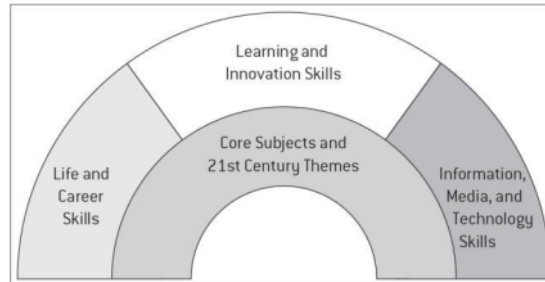 Learning and
Innovation Skills
Core Subjects and
21st Century Themes
Life and
Career
Skills
Information,
Media, and
Technology
Skills